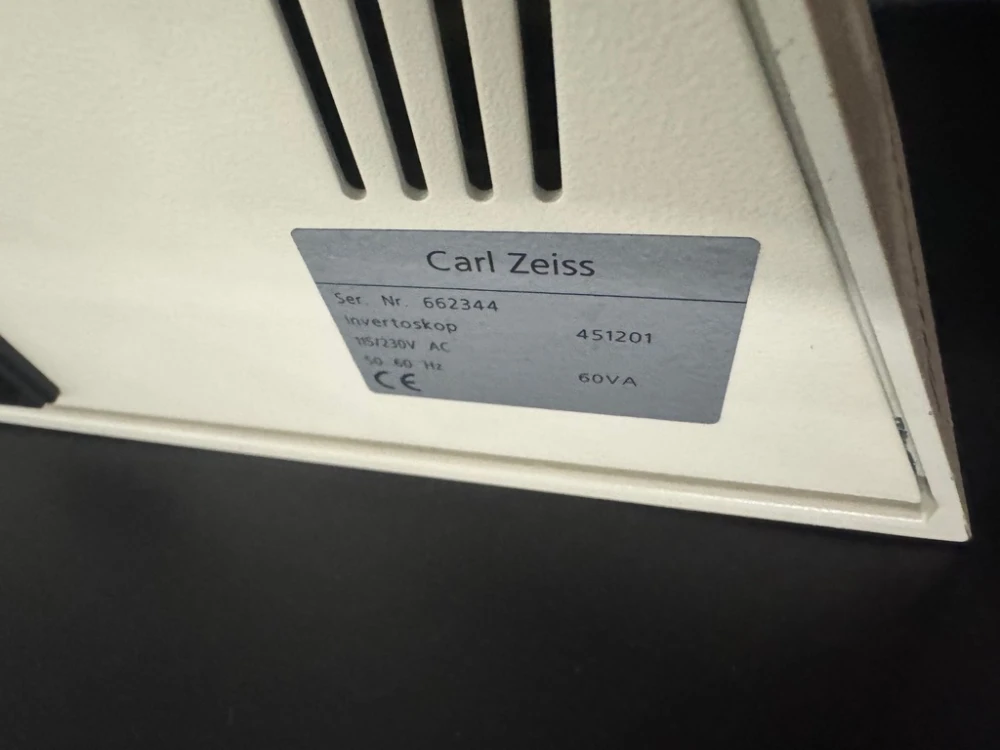 Carl Zeiss
Ser. Nr. 662344
Invertoskop 451201
115/230V AC
50 60 Hz 60VA
CE